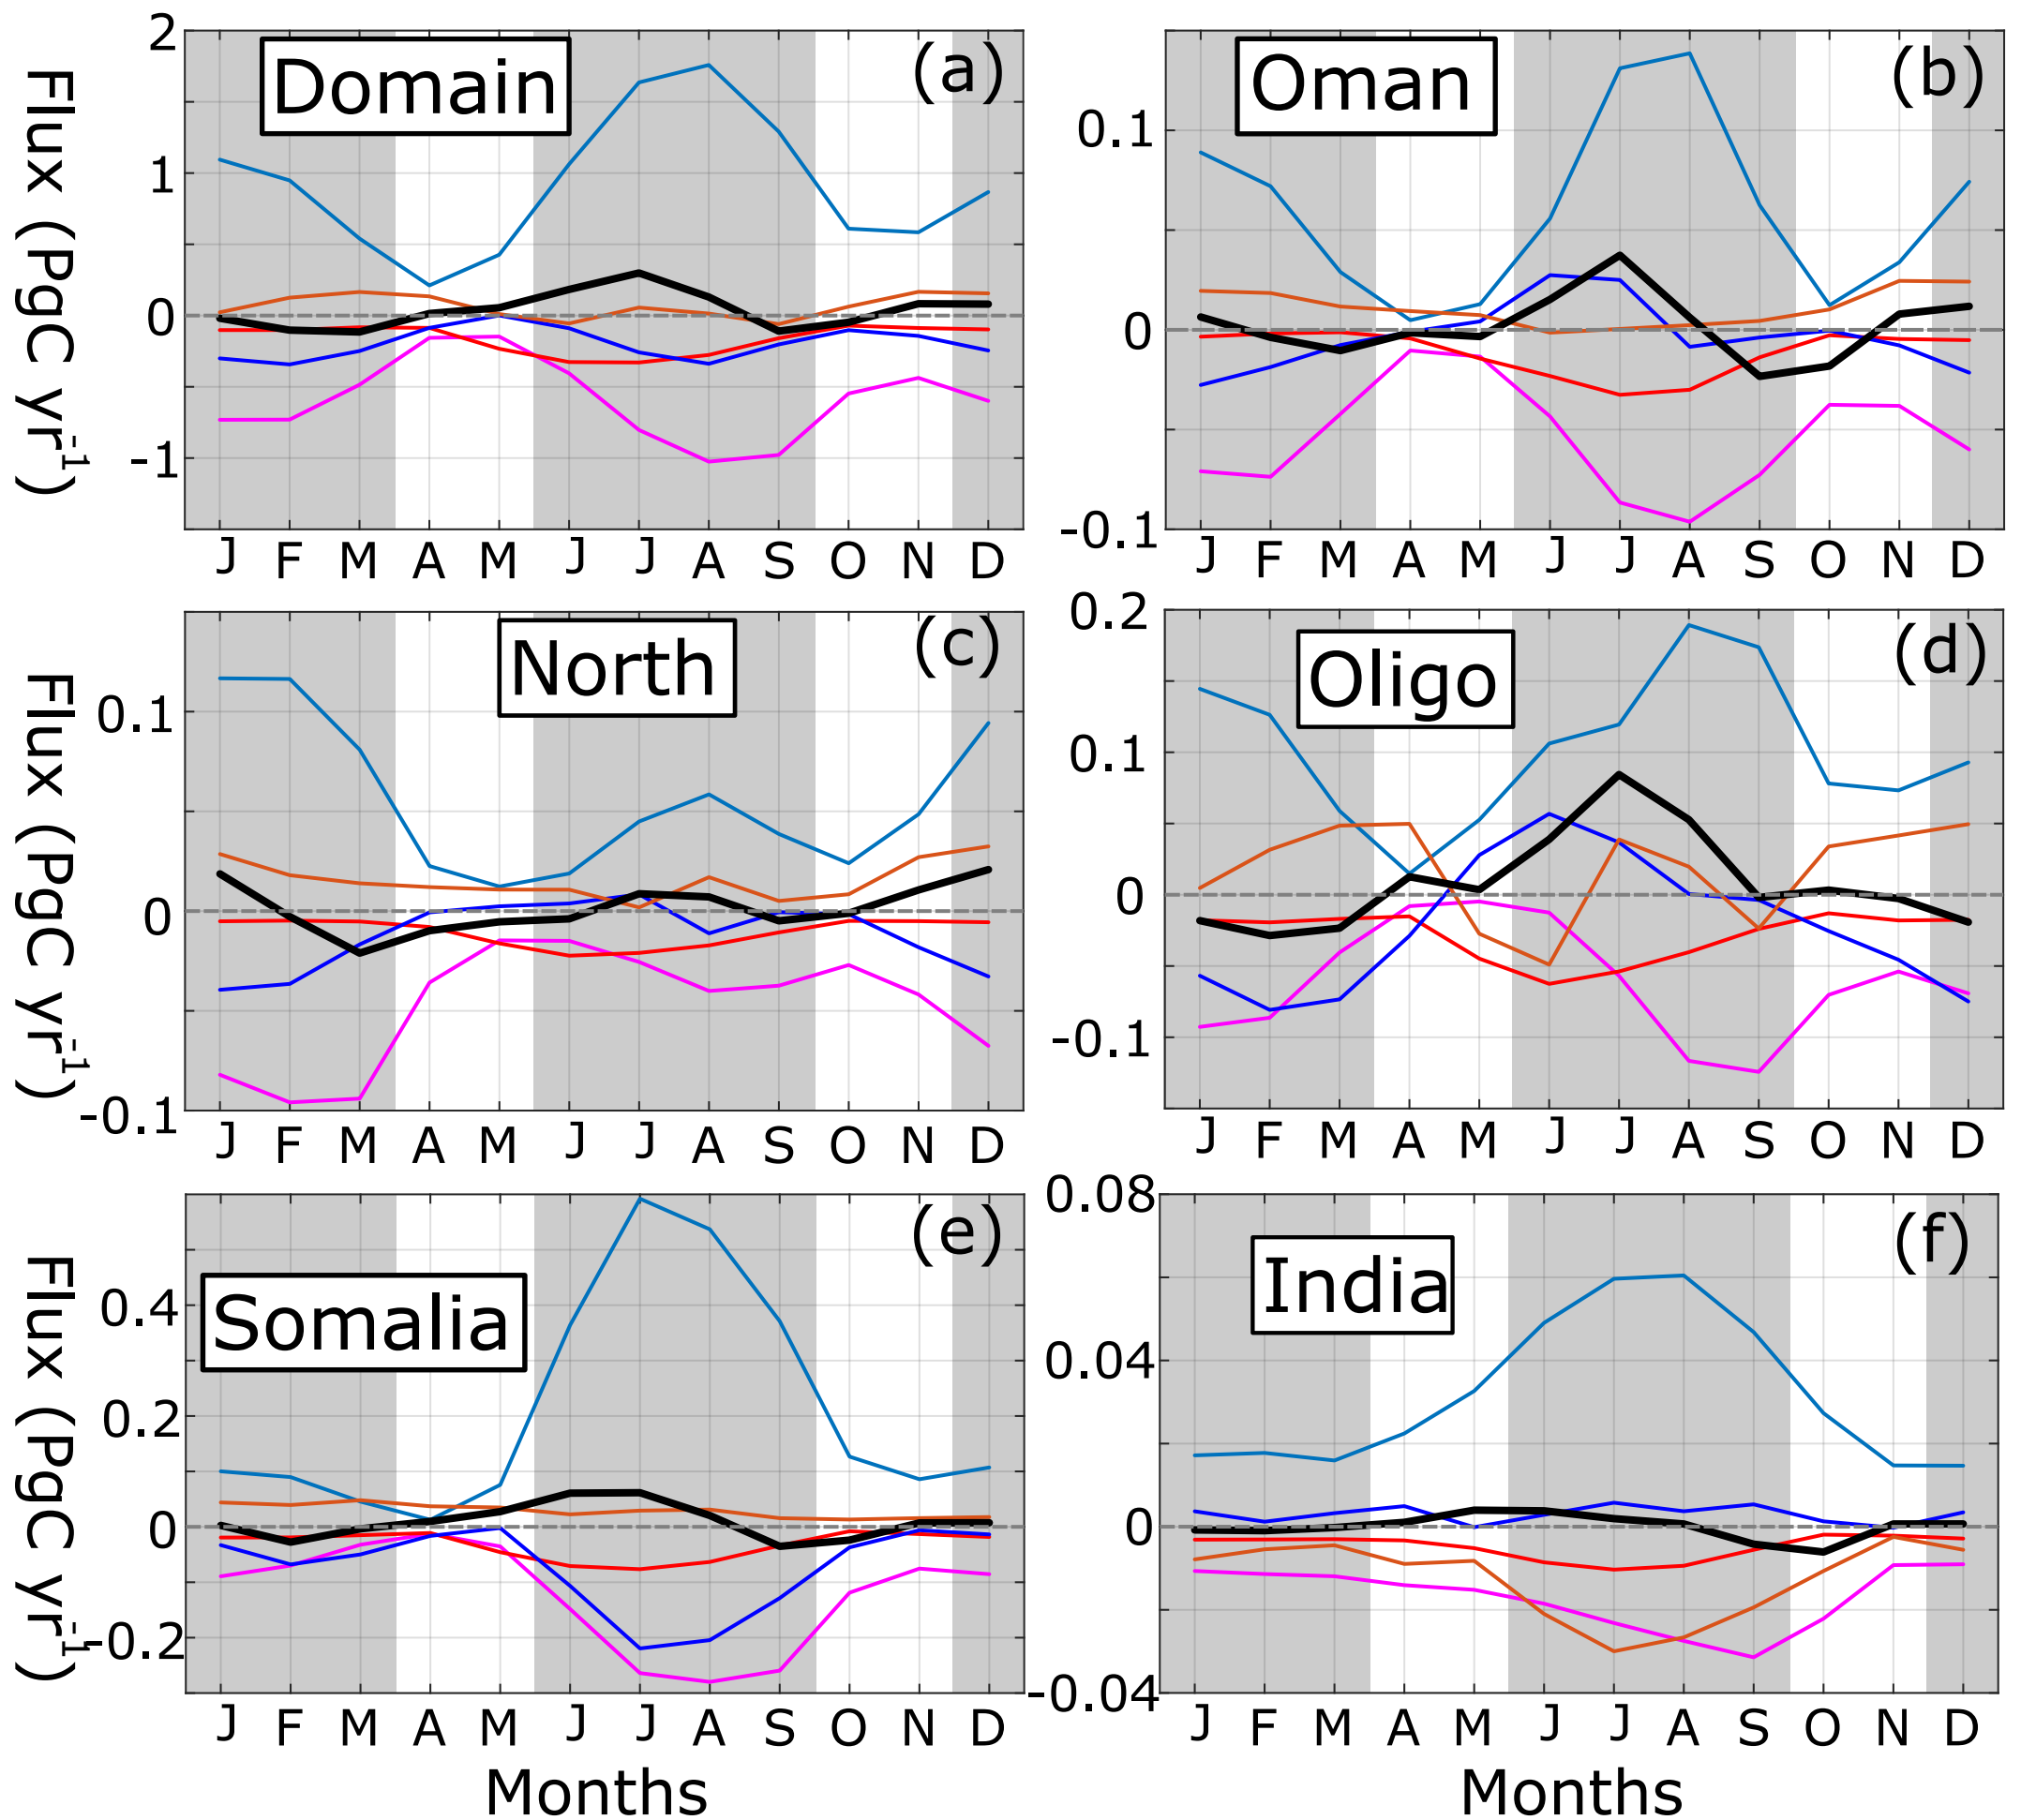 Domain
(a)
2
1
0
-1
Flux (PgC yr-1)
J F M A M J J A S O N D
Oman
(b)
0.1
0
-0.1
J F M A M J J A S O N D
North
(c)
0.1
0
-0.1
Flux (PgC yr-1)
J F M A M J J A S O N D
Oligo
(d)
0.2
0.1
0
-0.1
J F M A M J J A S O N D
Somalia
(e)
0.4
0.2
0
-0.2
Flux (PgC yr-1)
J F M A M J J A S O N D
Months
India
(f)
0.08
0.04
0
-0.04
J F M A M J J A S O N D
Months